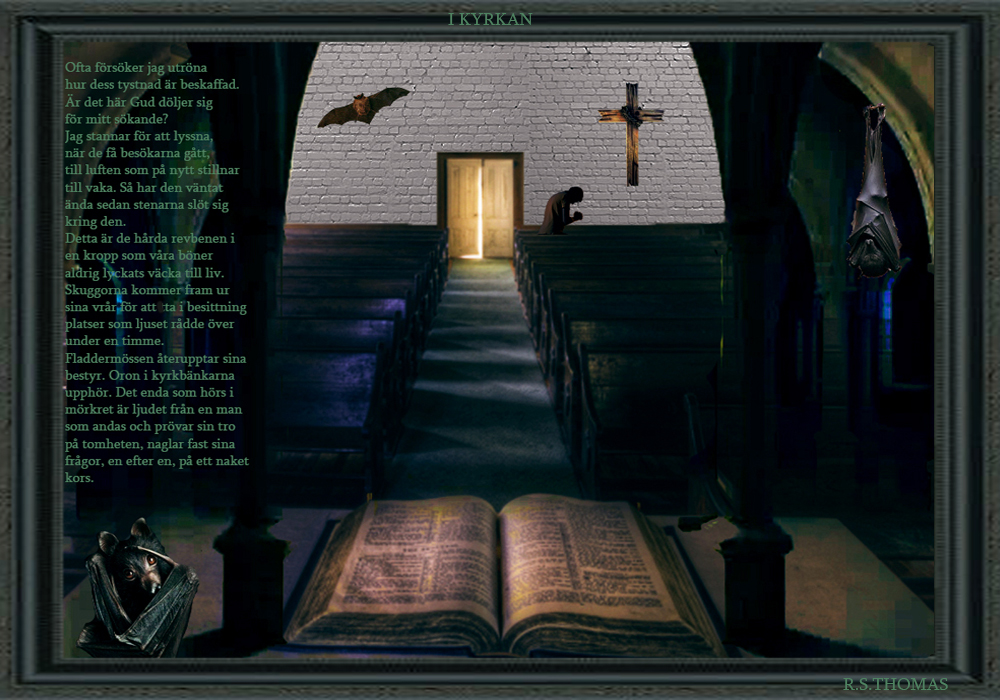 I KYRKAN
Ofta försöker jag utröna
hur dess tystnad är beskaffad.
Är det här Gud döljer sig
för mitt sökande?
Jag stannar för att lyssna,
när de få besökarna gått,
till luften som på nytt stillnar
till vaka. Så har den väntat
ända sedan stenarna slöt sig
kring den.
Detta är de hårda revbenen i
en kropp som våra böner
aldrig lyckats väcka till liv.
Skuggorna kommer fram ur
sina vrår för att ta i besittning
platser som ljuset rådde över
under en timme.
Fladdermössen återupptar sina
bestyr. Oron i kyrkbänkarna
upphör. Det enda som hörs i
mörkret är ljudet från en man
som andas och prövar sin tro
på tomheten, naglar fast sina
frågor, en efter en, på ett naket
kors.
R.S.THOMAS